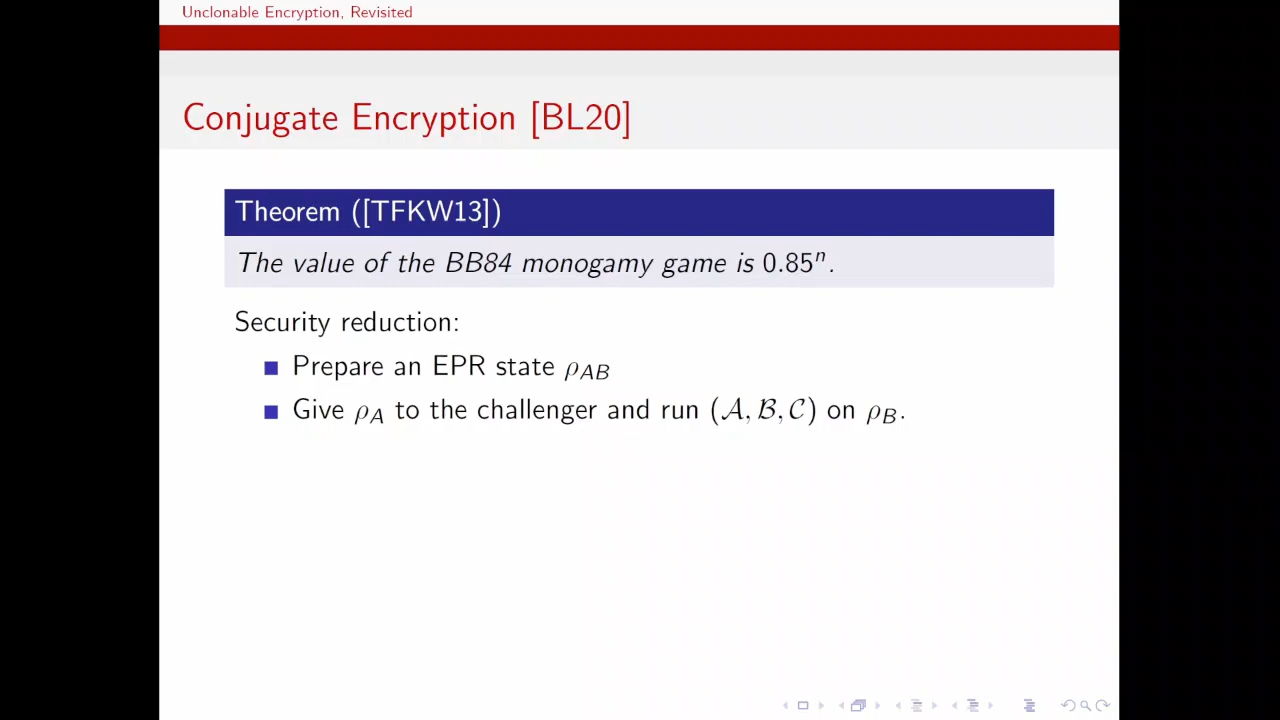 Unclonable Encryption, Revisited
Conjugate Encryption [BL20]
Theorem ([TFKW13])
The value of the BB84 monogamy game is 0.85ⁿ.
Security reduction:
Prepare an EPR state ρ_AB
Give ρ_A to the challenger and run (𝒜, ℬ, 𝒞) on ρ_B.